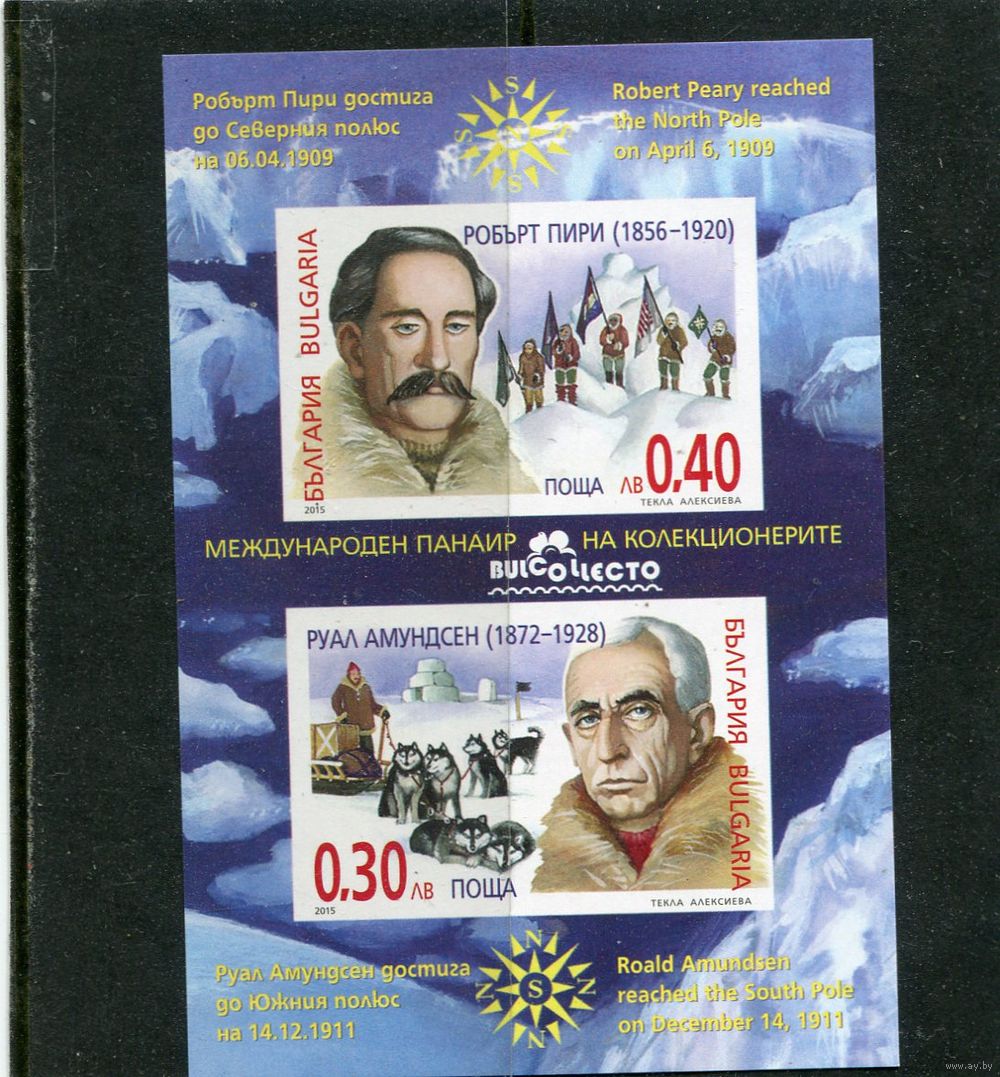 Робърт Пири достига
до Северния полюс
на 06.04.1909
S
S N S
S
Robert Peary reached
the North Pole
on April 6, 1909
РОБЪРТ ПИРИ (1856–1920)
БЪЛГАРИЯ BULGARIA
ПОЩА ЛВ 0,40
2015
ТЕКЛА АЛЕКСИЕВА
МЕЖДУНАРОДЕН ПАНАИР НА КОЛЕКЦИОНЕРИТЕ
BULCOLLECTO
РУАЛ АМУНДСЕН (1872–1928)
БЪЛГАРИЯ BULGARIA
0,30 ЛВ ПОЩА
2015
ТЕКЛА АЛЕКСИЕВА
Руал Амундсен достига
до Южния полюс
на 14.12.1911
N
N S N
N
Roald Amundsen
reached the South Pole
on December 14, 1911
www.ay.by